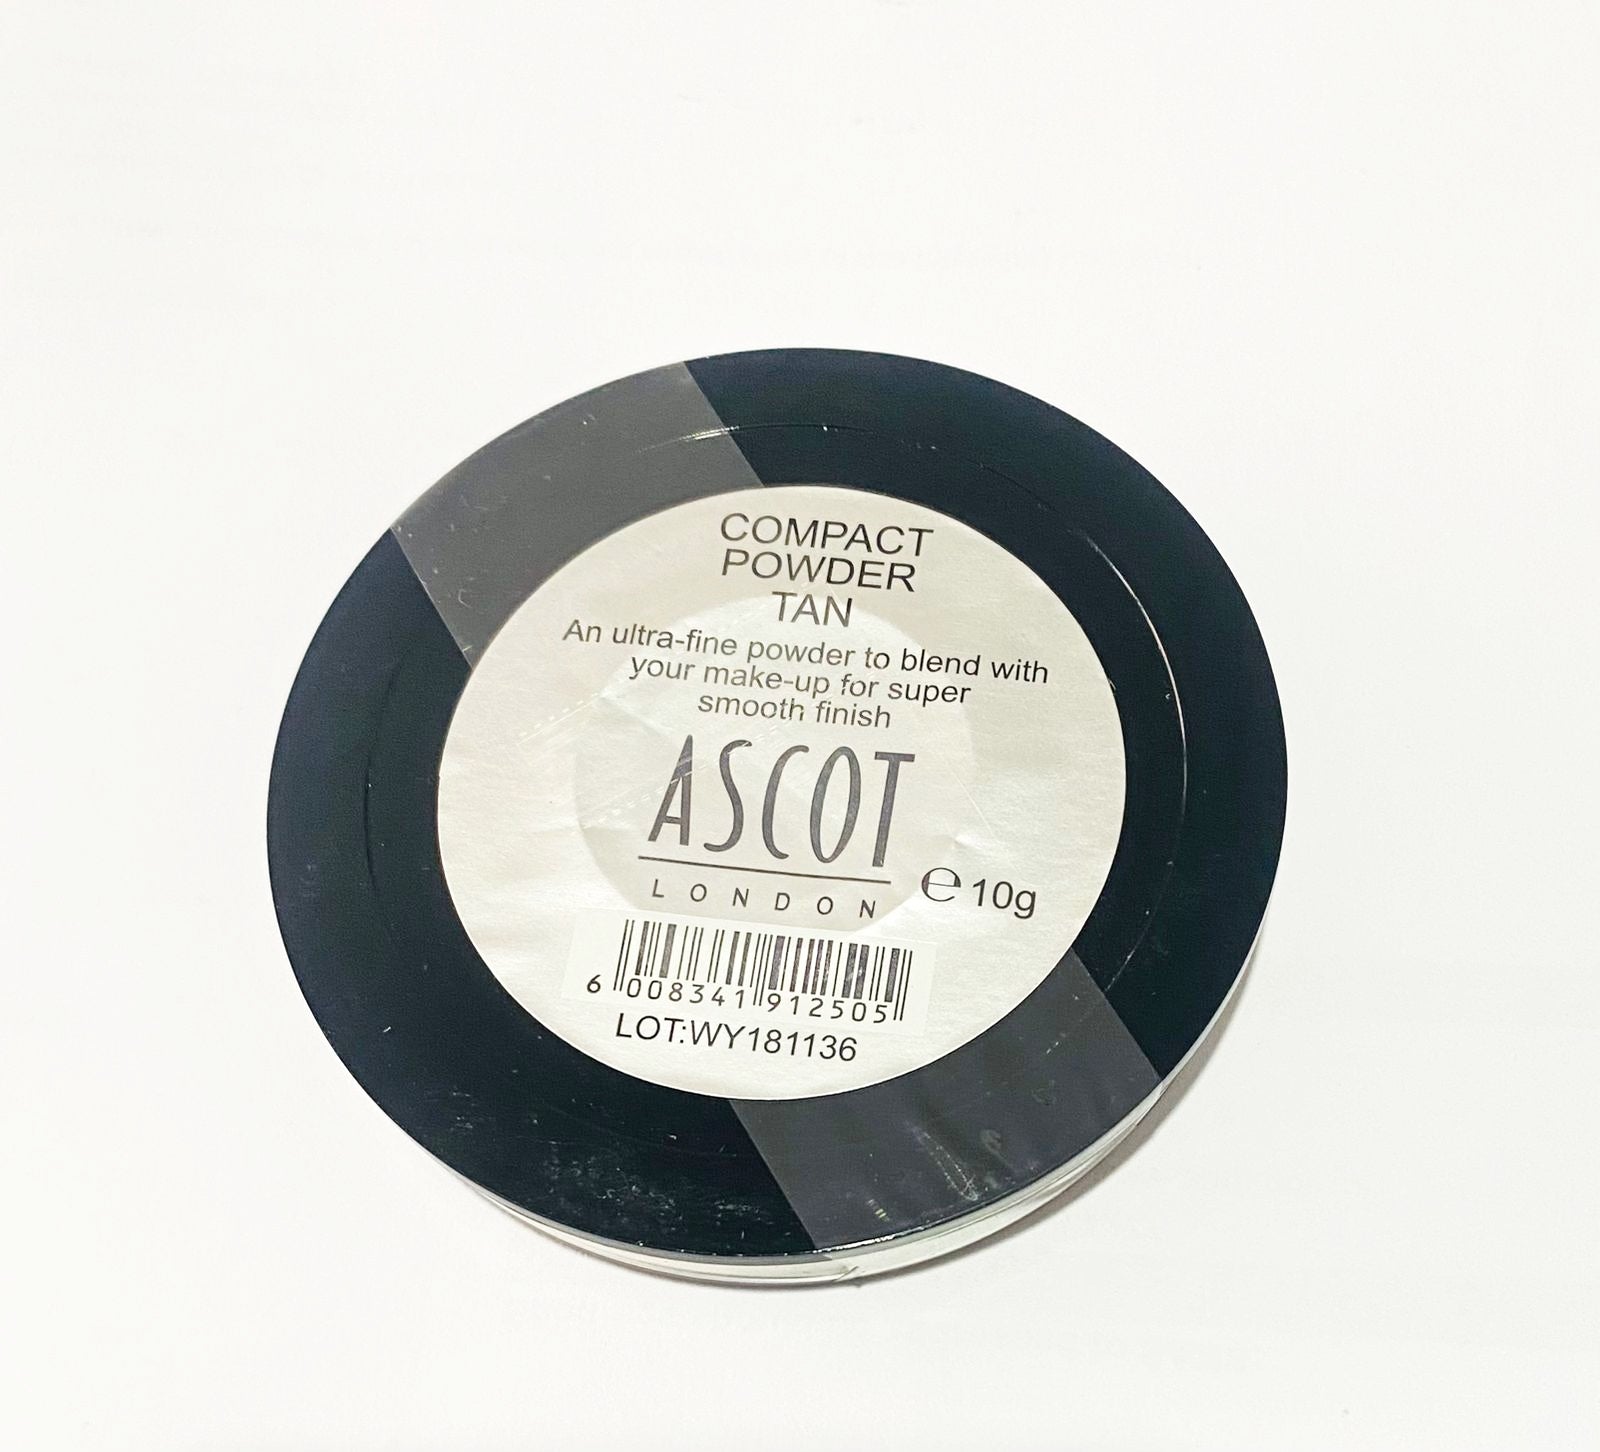 COMPACT
POWDER
TAN
An ultra-fine powder to blend with
your make-up for super
smooth finish
ASCOT
LONDON
℮10g
6 008341 912505
LOT:WY181136